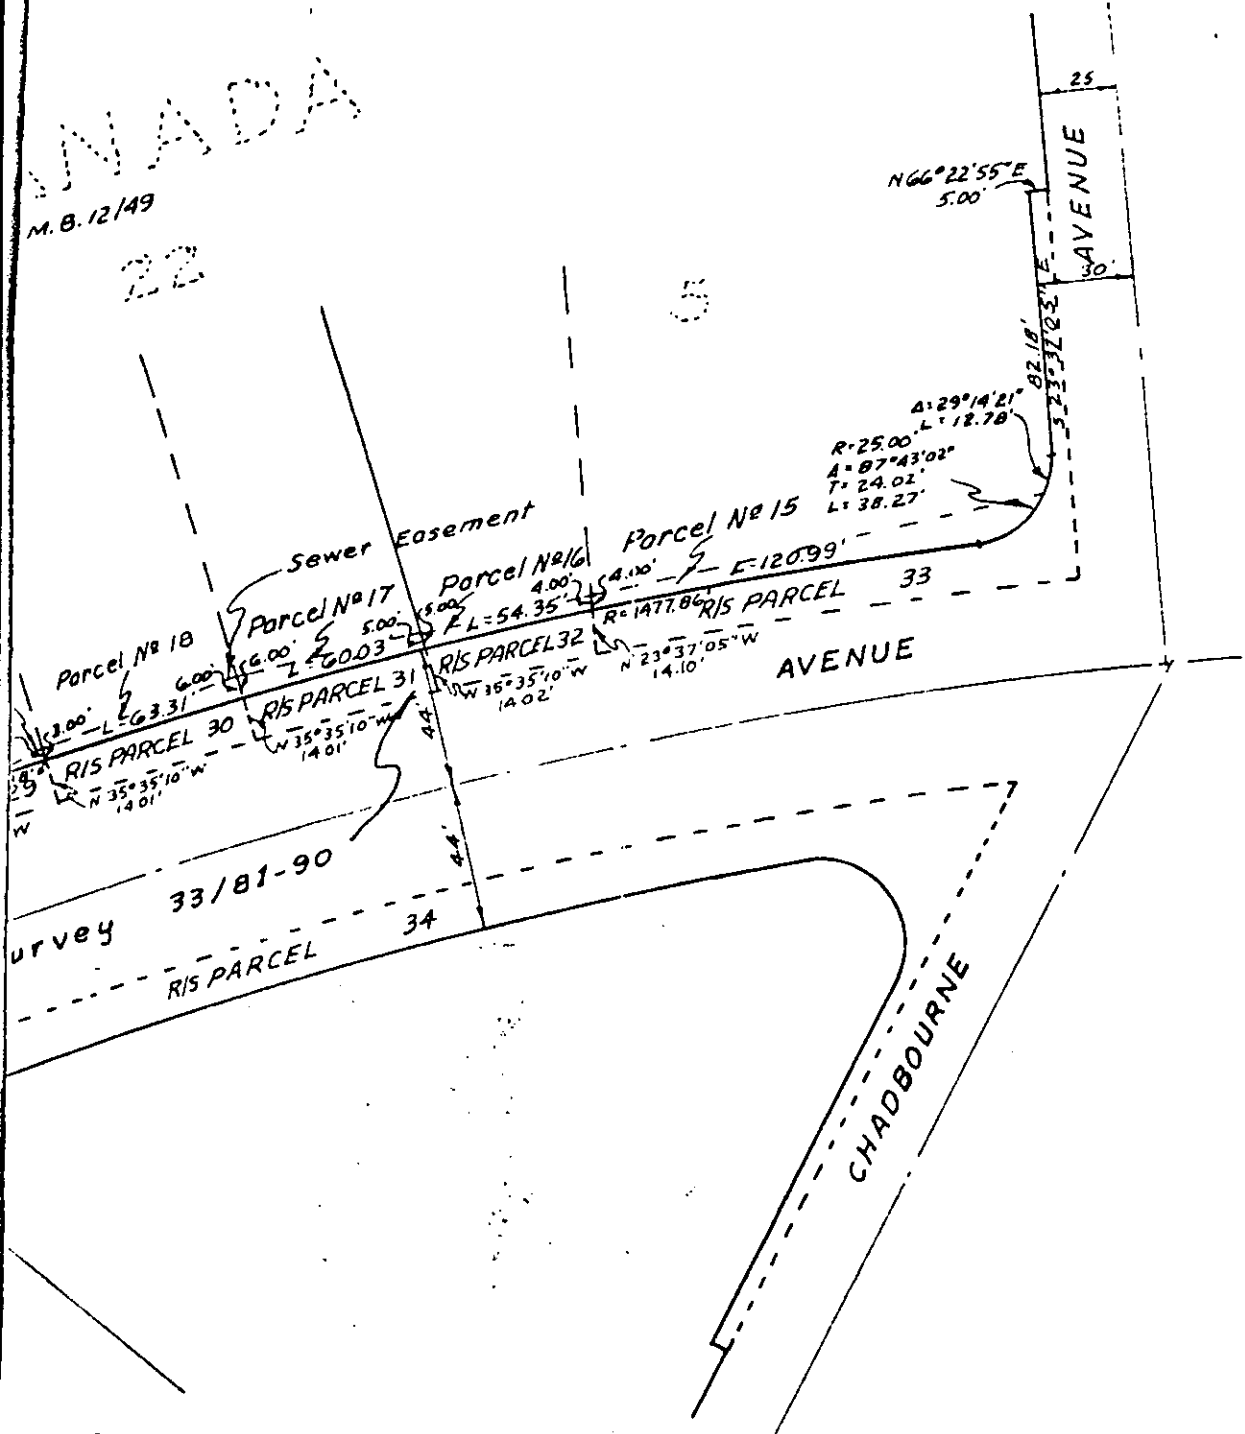 ANADA
M.B. 12/49
22
5
25
AVENUE
N 66°22'55" E
5.00'
30'
82.18'
S 23°37'05" E
Δ=29°14'21"
L=12.78'
R=25.00'
Δ=87°43'02"
T=24.02'
L=38.27'
Sewer Easement
Parcel Nº 15
Parcel Nº 16
Parcel Nº 17
Parcel Nº 18
4.00'
4.00'
L=120.99'
5.00'
5.00'
L=54.35'
6.00'
6.00'
L=60.03'
3.00'
L=63.31'
R=1477.86'
R/S PARCEL 33
R/S PARCEL 32
R/S PARCEL 31
R/S PARCEL 30
N 23°37'05" W
14.10'
N 35°35'10" W
14.02'
N 35°35'10" W
14.01'
N 35°35'10" W
14.01'
W
AVENUE
44'
44'
urvey 33/81-90
R/S PARCEL 34
CHADBOURNE